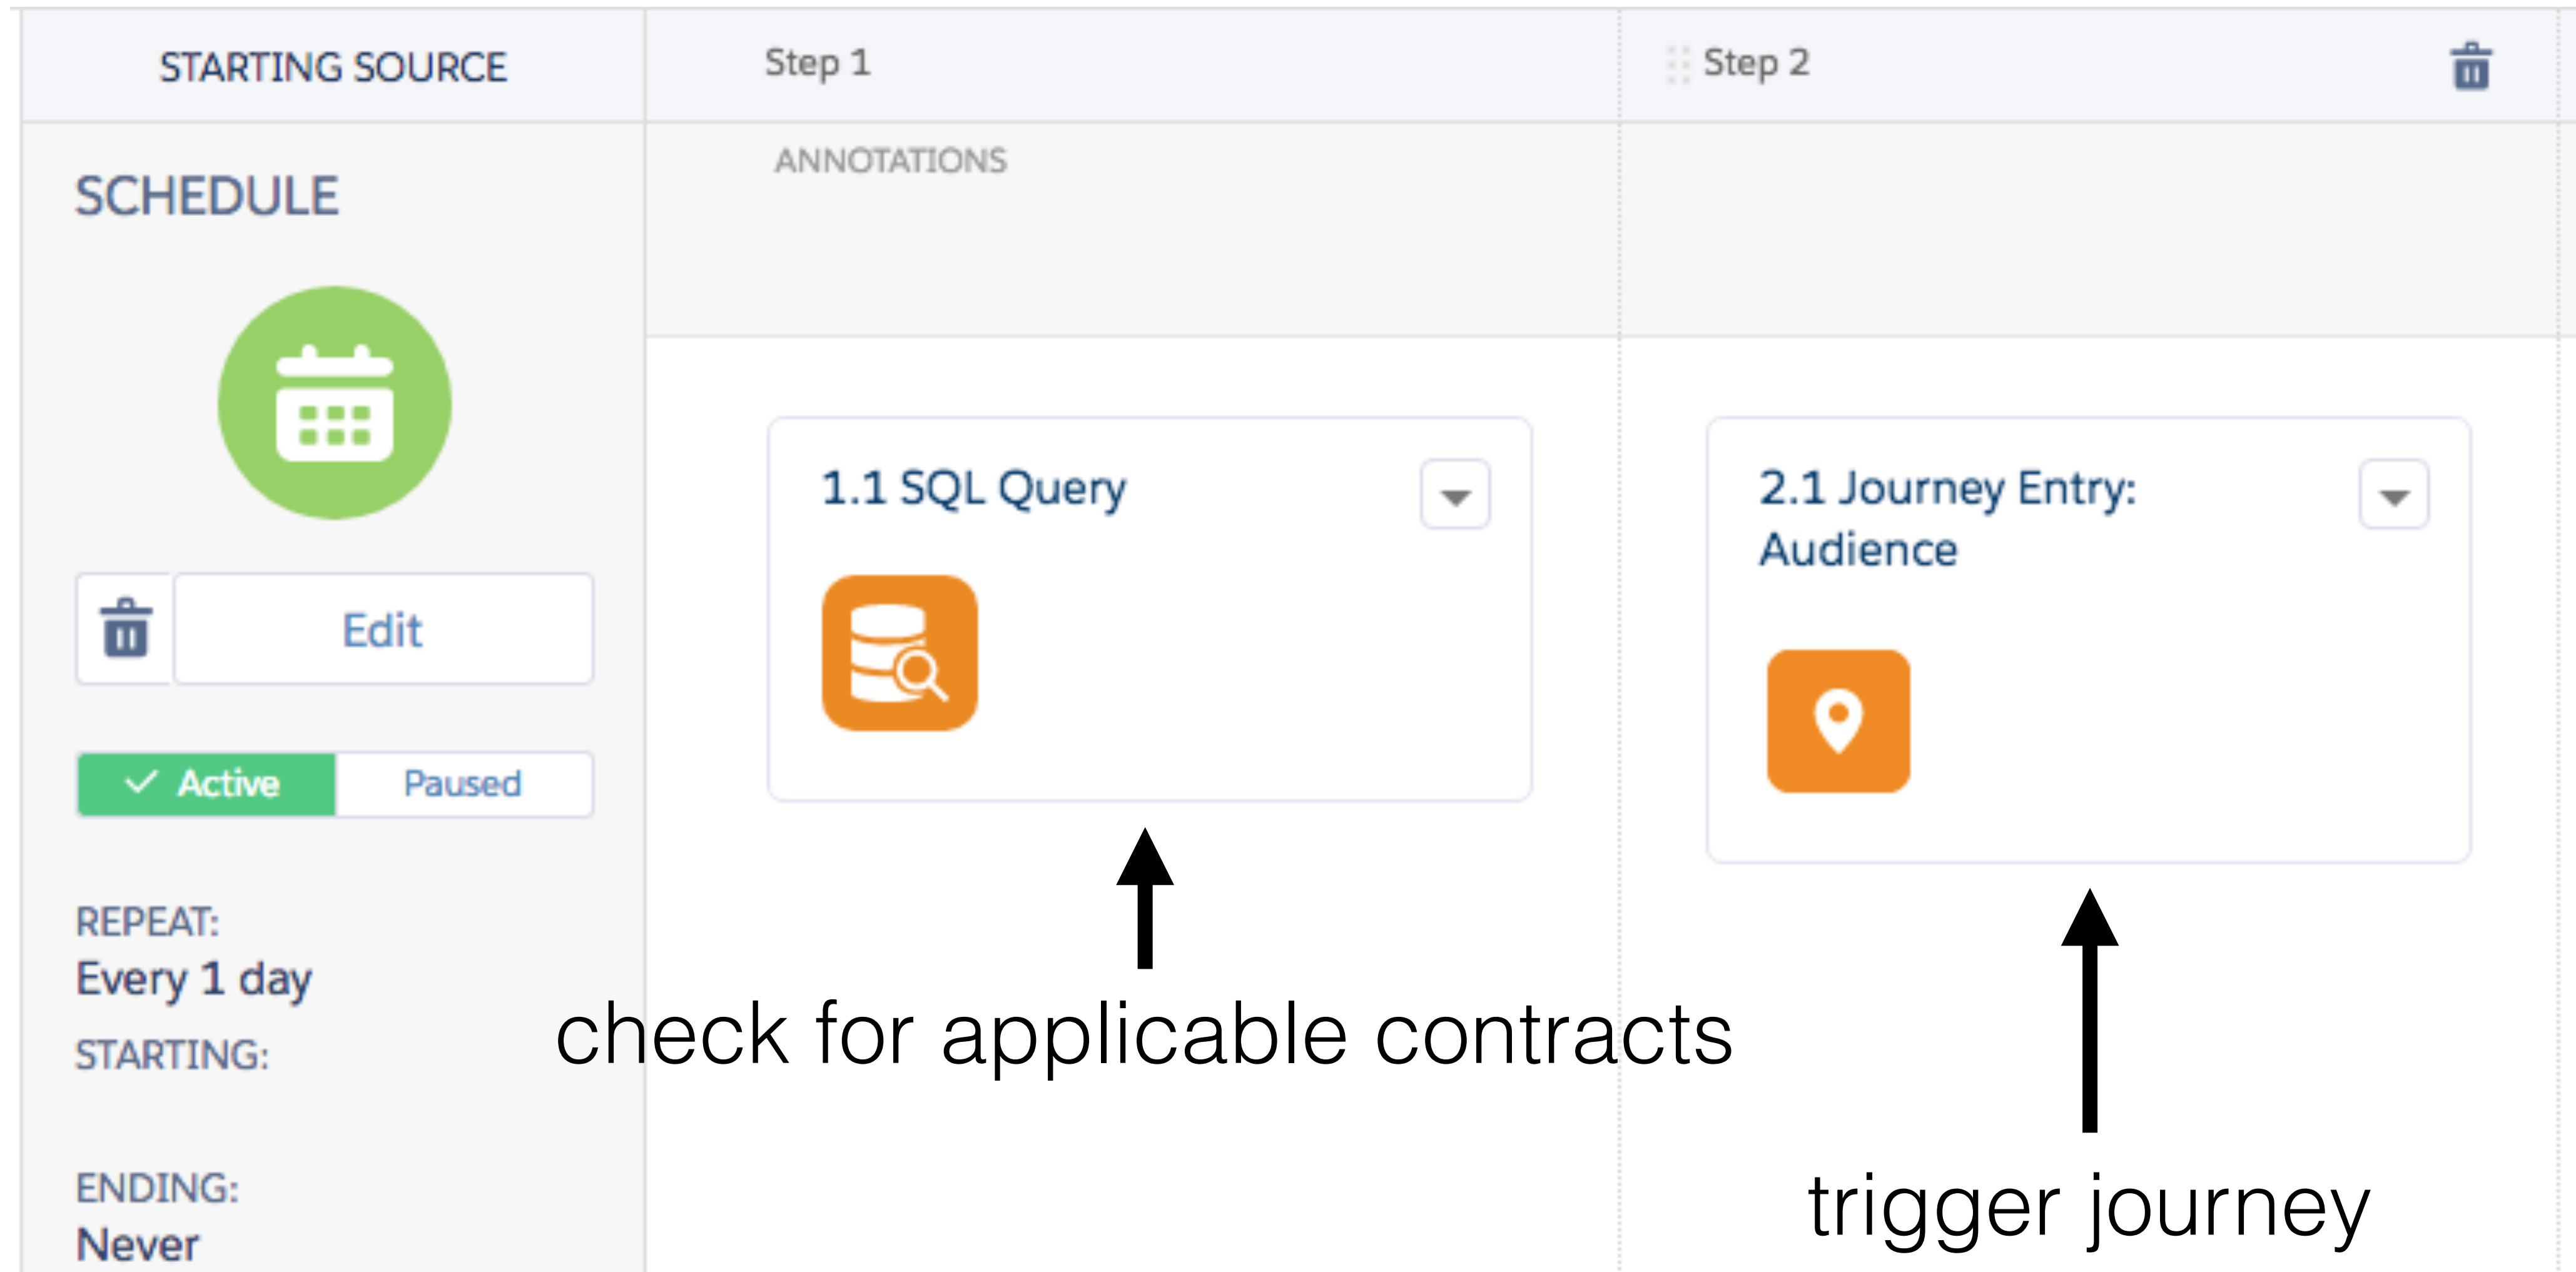 STARTING SOURCE
Step 1
Step 2
SCHEDULE
ANNOTATIONS
1.1 SQL Query
2.1 Journey Entry:
Audience
Edit
Active
Paused
REPEAT:
Every 1 day
STARTING:
ENDING:
Never
check for applicable contracts
trigger journey